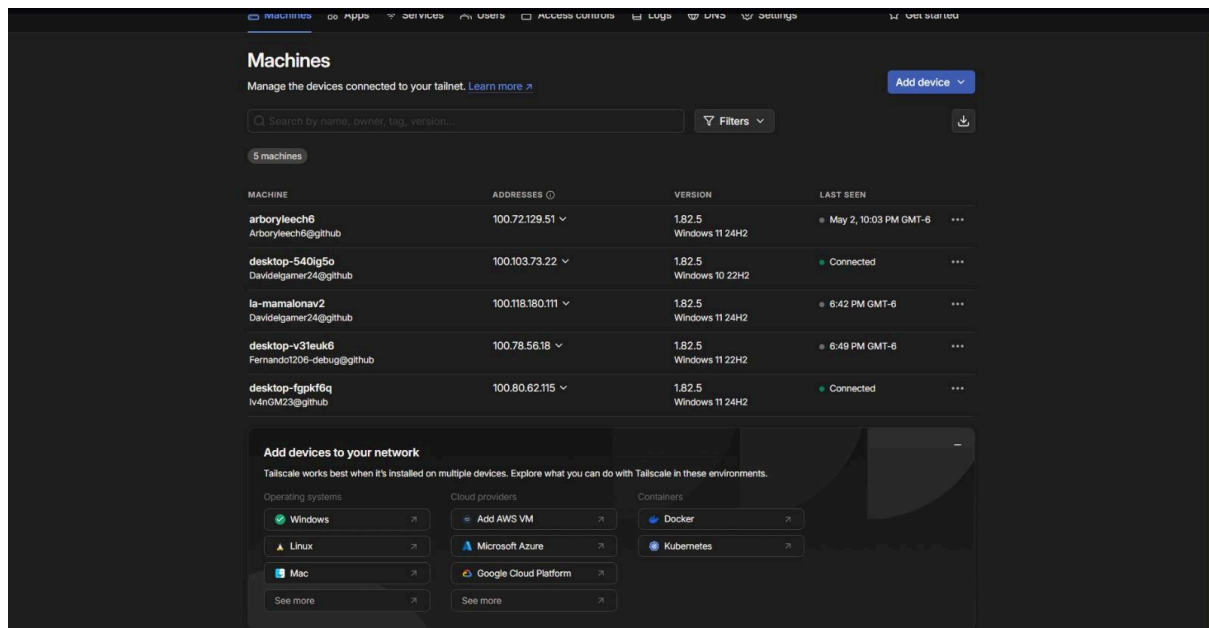 Machines Apps Services Users Access controls Logs DNS Settings Get started
Machines
Manage the devices connected to your tailnet. Learn more ↗
Add device
Search by name, owner, tag, version...
Filters
5 machines
MACHINE ADDRESSES VERSION LAST SEEN
arboryleech6 100.72.129.51 1.82.5 May 2, 10:03 PM GMT-6
Arboryleech6@github Windows 11 24H2
desktop-540ig5o 100.103.73.22 1.82.5 Connected
Davidelgamer24@github Windows 10 22H2
la-mamalonav2 100.118.180.111 1.82.5 6:42 PM GMT-6
Davidelgamer24@github Windows 11 24H2
desktop-v31euk6 100.78.56.18 1.82.5 6:49 PM GMT-6
Fernando1206-debug@github Windows 11 22H2
desktop-fgpkf6q 100.80.62.115 1.82.5 Connected
Iv4nGM23@github Windows 11 24H2
Add devices to your network
Tailscale works best when it's installed on multiple devices. Explore what you can do with Tailscale in these environments.
Operating systems Cloud providers Containers
Windows Add AWS VM Docker
Linux Microsoft Azure Kubernetes
Mac Google Cloud Platform
See more See more